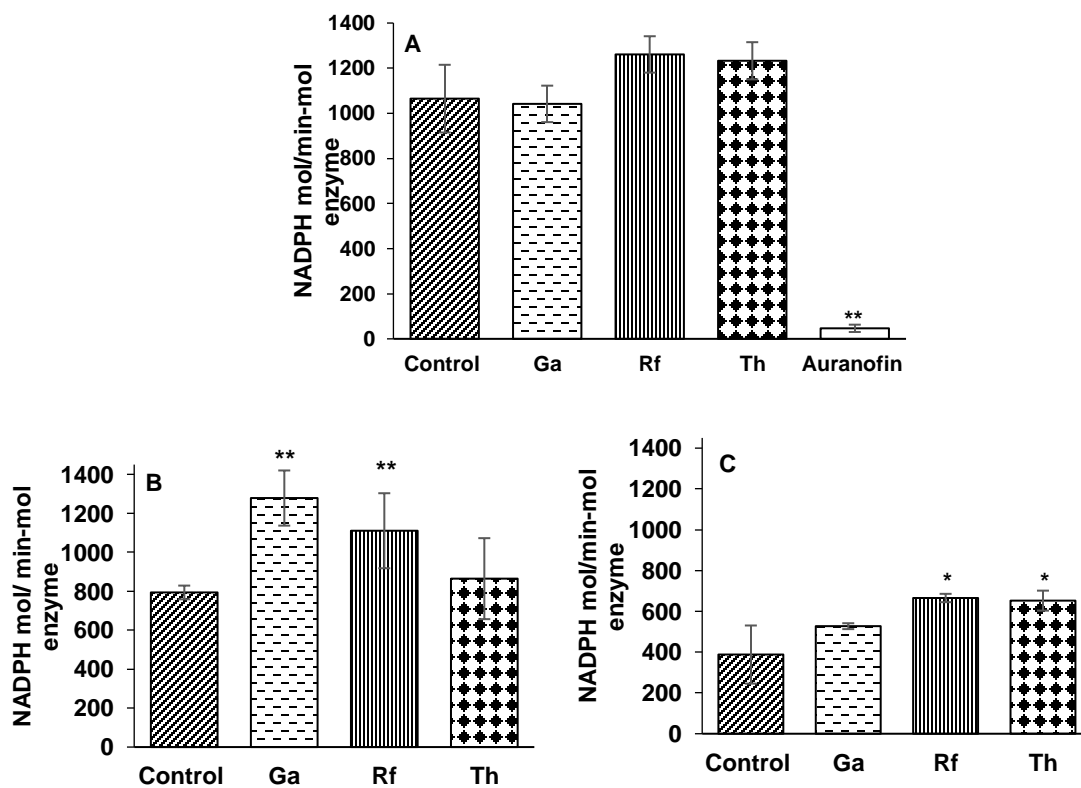 A
1400
1200
1000
800
600
400
200
0
NADPH mol/min-mol
enzyme
**
Control Ga Rf Th Auranofin
B
1400
1200
1000
800
600
400
200
0
NADPH mol/ min-mol
enzyme
** **
Control Ga Rf Th
C
1400
1200
1000
800
600
400
200
0
NADPH mol/min-mol
enzyme
* *
Control Ga Rf Th